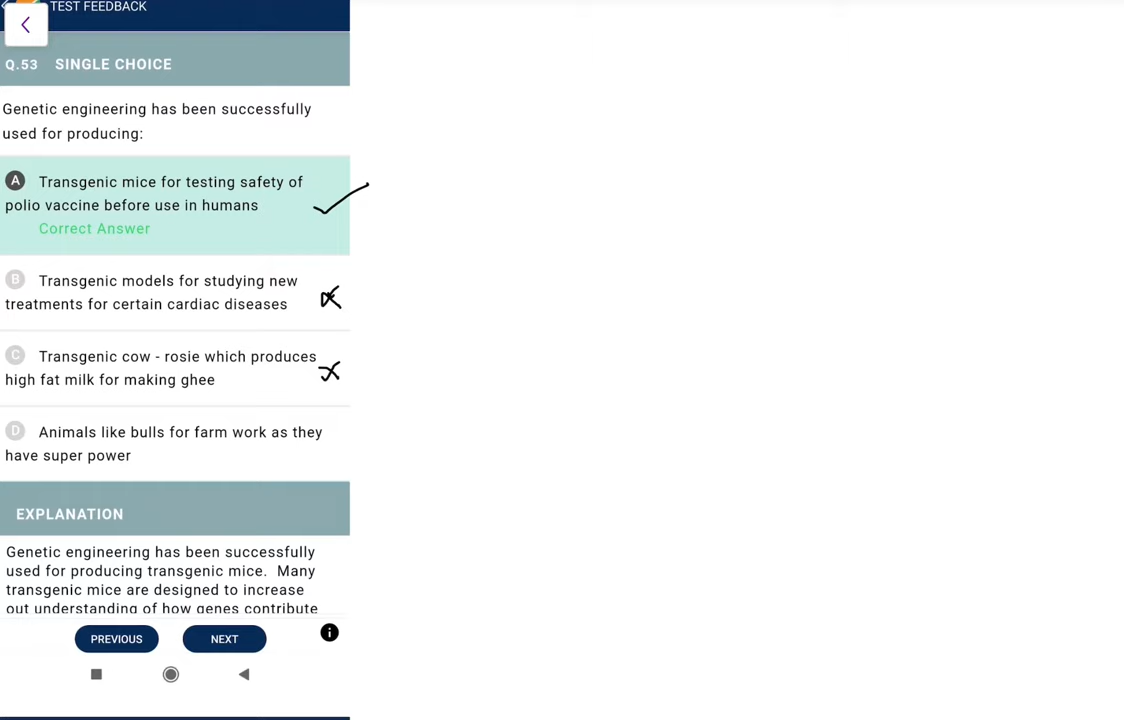 TEST FEEDBACK
Q.53 SINGLE CHOICE
Genetic engineering has been successfully
used for producing:
A Transgenic mice for testing safety of
polio vaccine before use in humans
Correct Answer
B Transgenic models for studying new
treatments for certain cardiac diseases
C Transgenic cow - rosie which produces
high fat milk for making ghee
D Animals like bulls for farm work as they
have super power
EXPLANATION
Genetic engineering has been successfully
used for producing transgenic mice. Many
transgenic mice are designed to increase
out understanding of how genes contribute
PREVIOUS NEXT i